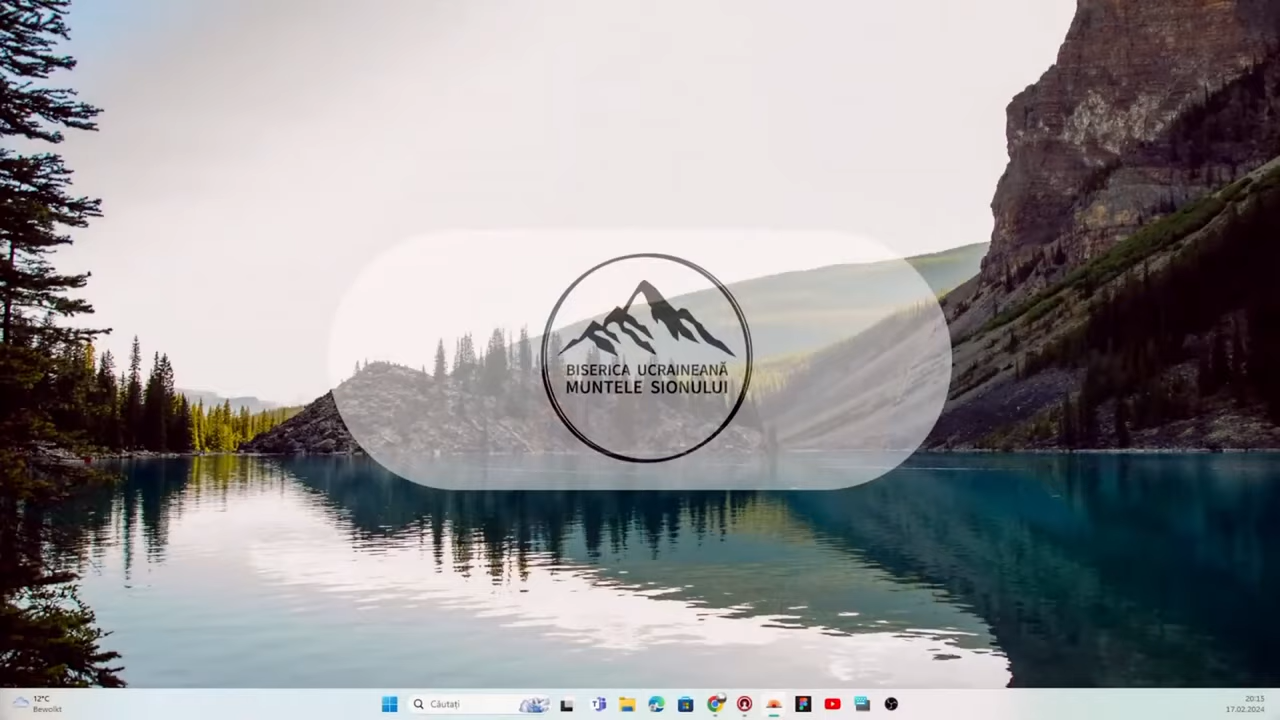 BISERICA UCRAINEANĂ
MUNTELE SIONULUI
12°C
Bewolkt
Căutați
20:15
17.02.2024